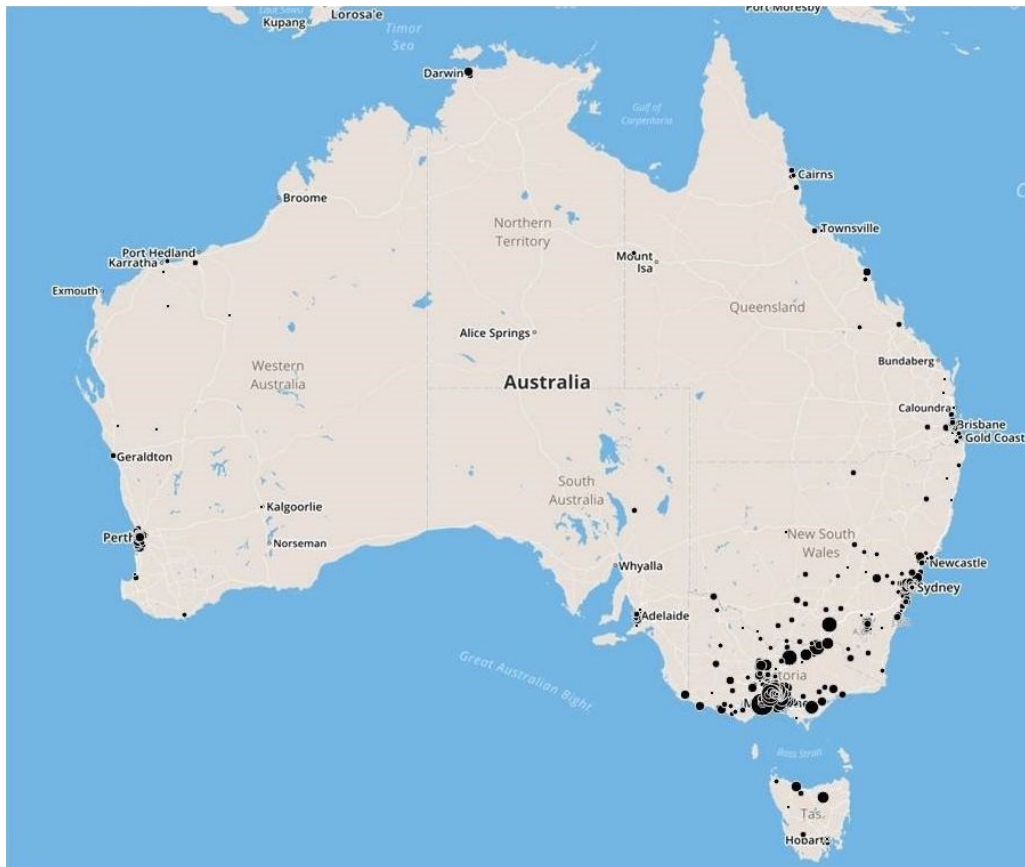 Lorosa'e
Kupang
Timor
Sea
Port Moresby
Darwin
Gulf of
Carpentaria
Cairns
Broome
Northern
Territory
Townsville
Port Hedland
Karratha
Mount
Isa
Exmouth
Queensland
Alice Springs
Western
Australia
Bundaberg
Australia
Caloundra
Brisbane
Gold Coast
Geraldton
South
Australia
Kalgoorlie
New South
Wales
Perth
Norseman
Whyalla
Newcastle
Sydney
Adelaide
Great Australian Bight
Bass Strait
Tas.
Hobart